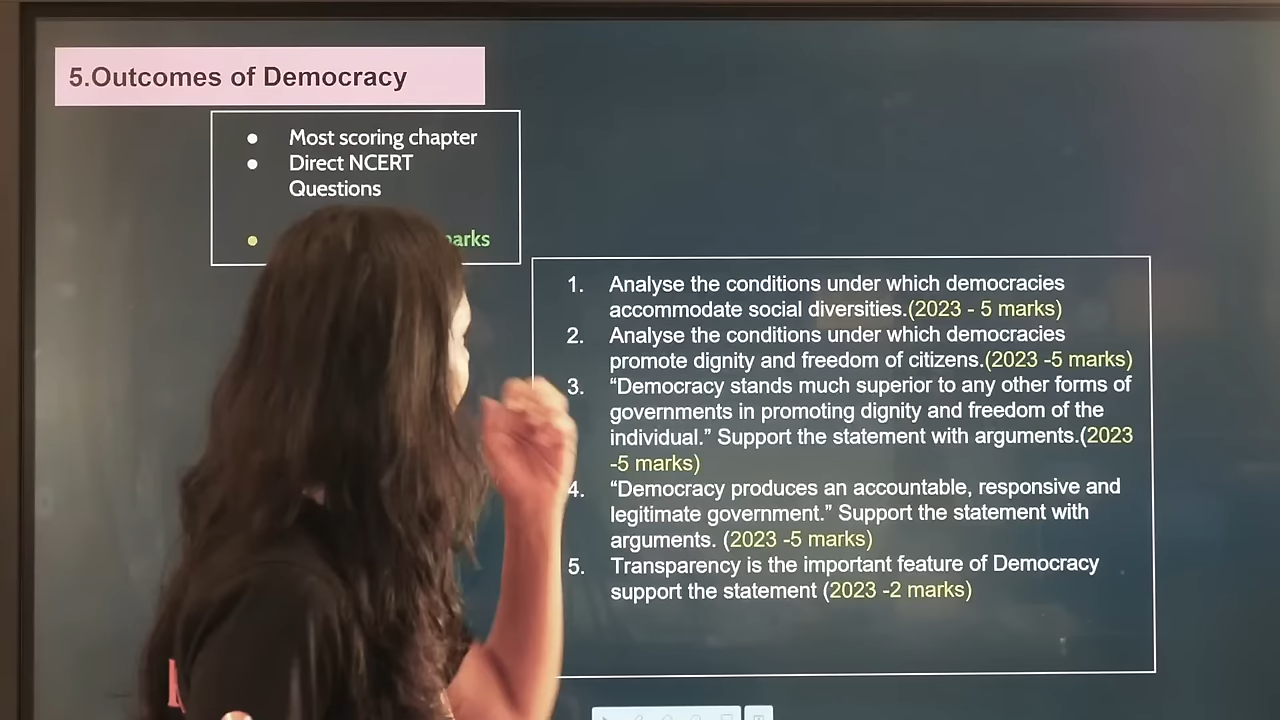 5.Outcomes of Democracy
● Most scoring chapter
● Direct NCERT
Questions
● marks
1. Analyse the conditions under which democracies
accommodate social diversities.(2023 - 5 marks)
2. Analyse the conditions under which democracies
promote dignity and freedom of citizens.(2023 -5 marks)
3. “Democracy stands much superior to any other forms of
governments in promoting dignity and freedom of the
individual.” Support the statement with arguments.(2023
-5 marks)
4. “Democracy produces an accountable, responsive and
legitimate government.” Support the statement with
arguments. (2023 -5 marks)
5. Transparency is the important feature of Democracy
support the statement (2023 -2 marks)